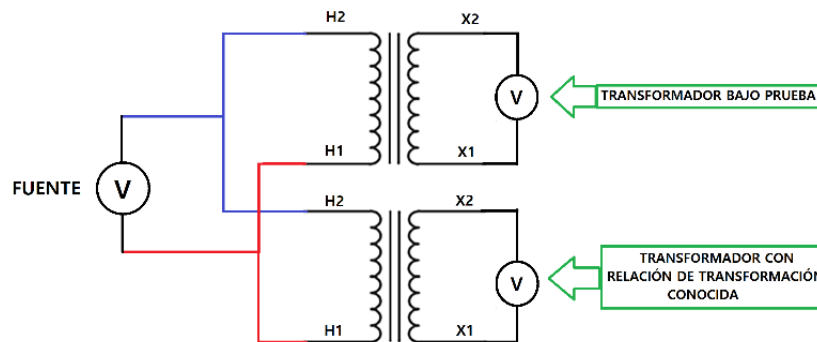 H2
X2
V
TRANSFORMADOR BAJO PRUEBA
H1
X1
FUENTE
V
H2
X2
V
TRANSFORMADOR CON
RELACIÓN DE TRANSFORMACIÓN
CONOCIDA
H1
X1